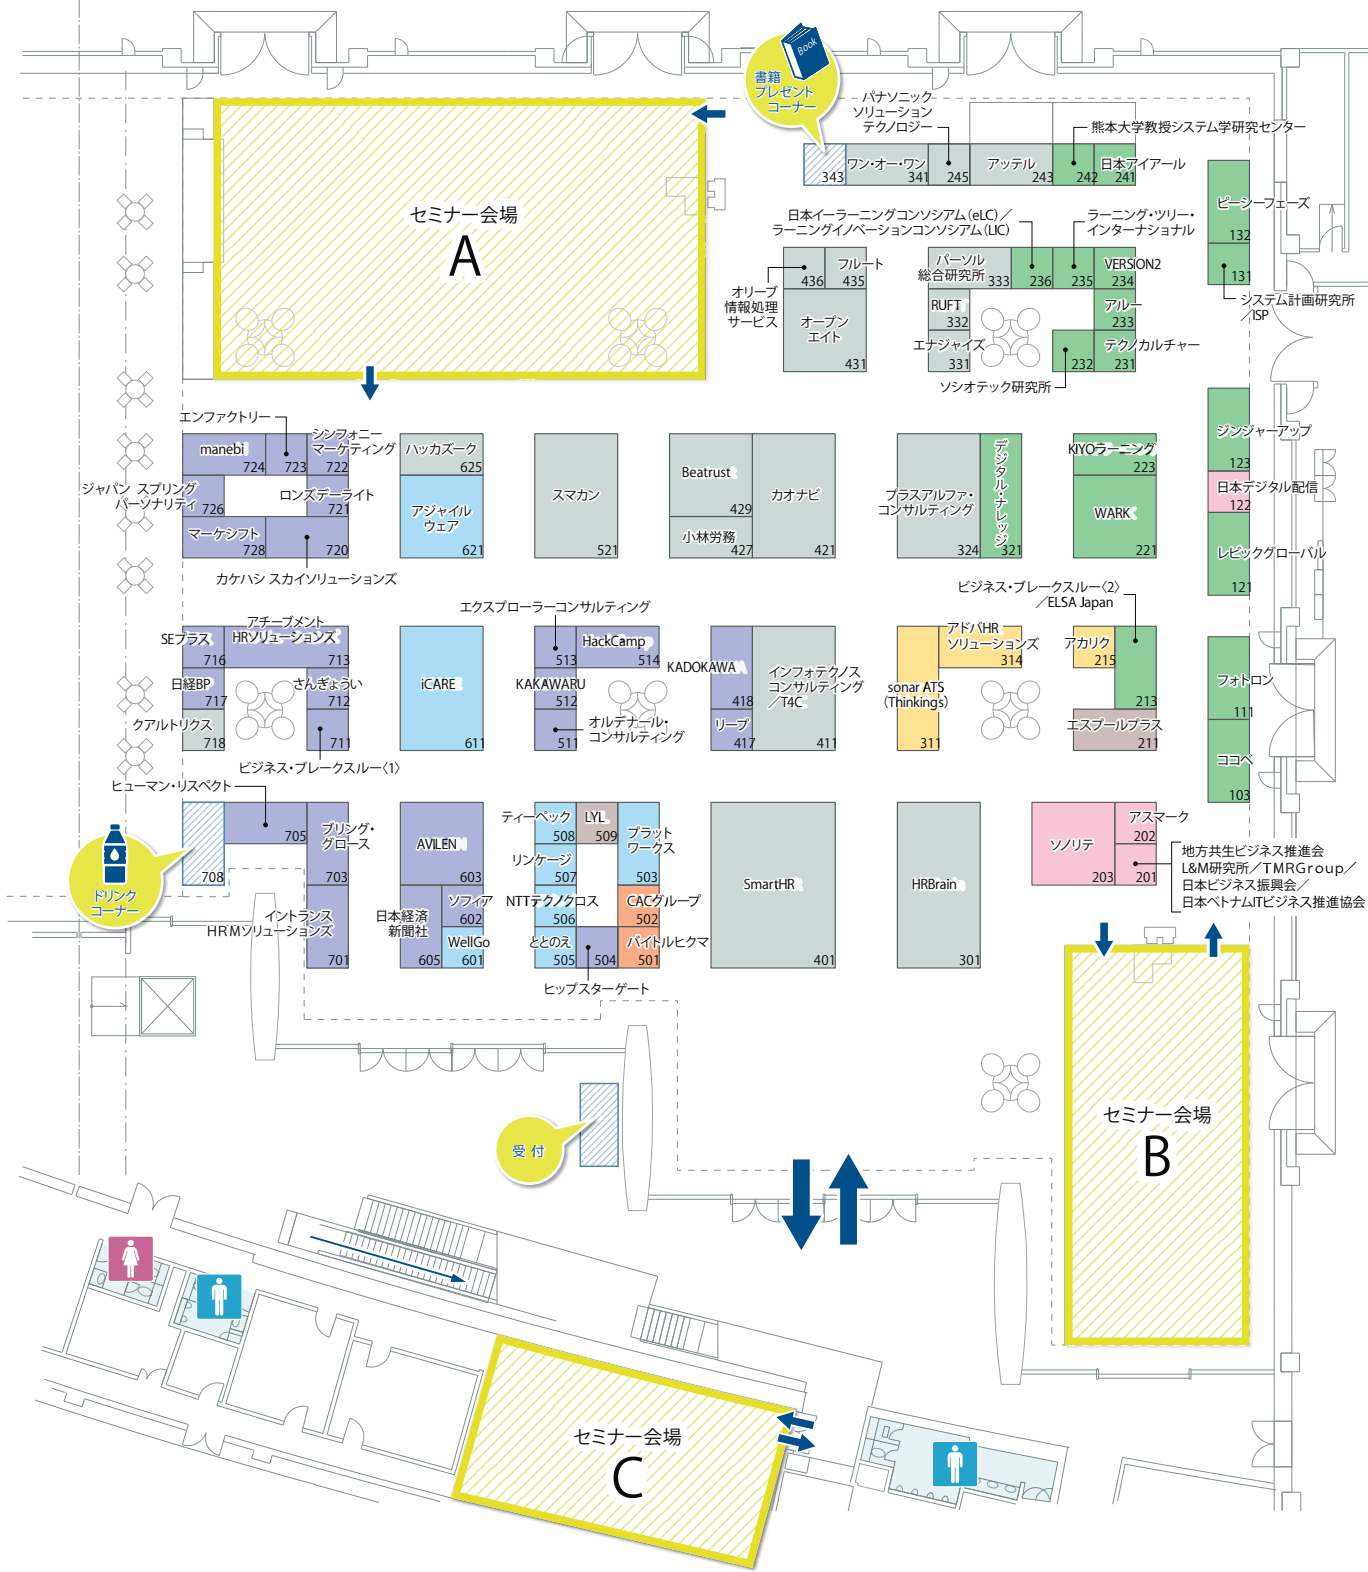 Book
書籍
プレゼント
コーナー
パナソニック
ソリューション
テクノロジー
熊本大学教授システム学研究センター
343
ワン・オー・ワン
341
245
アッテル
243
242
日本アイアール
241
ピーシーフェーズ
132
131
システム計画研究所
/ISP
セミナー会場
A
日本イーラーニングコンソシアム(eLC)/
ラーニングイノベーションコンソシアム(LIC)
ラーニング・ツリー・
インターナショナル
436
フルート
435
オリーブ
情報処理
サービス
オープン
エイト
431
パーソル
総合研究所
333
236
235
VERSION2
234
RUFT
332
アルー
233
エナジャイズ
331
232
テクノカルチャー
231
ソシオテック研究所
エンファクトリー
manebi
724
723
シンフォニー
マーケティング
722
ジャパン スプリング
パーソナリティ
726
ロンズデーライト
721
マーケシフト
728
720
カケハシ スカイソリューションズ
ハッカズーク
625
アジャイル
ウェア
621
スマカン
521
Beatrust
429
小林労務
427
カオナビ
421
プラスアルファ・
コンサルティング
324
デジタル・ナレッジ
321
KIYOラーニング
223
WARK
221
ジンジャーアップ
123
日本デジタル配信
122
レビックグローバル
121
SEプラス
716
アチーブメント
HRソリューションズ
713
日経BP
717
さんぎょうい
712
クアルトリクス
718
711
ビジネス・ブレークスルー〈1〉
iCARE
611
エクスプローラーコンサルティング
513
HackCamp
514
KAKAWARU
512
511
オルデナール・
コンサルティング
KADOKAWA
418
リープ
417
インフォテクノス
コンサルティング
/T4C
411
sonar ATS
(Thinkings)
311
アドバHR
ソリューションズ
314
ビジネス・ブレークスルー〈2〉
/ELSA Japan
アカリク
215
213
エスプールプラス
211
フォトロン
111
ココペ
103
ヒューマン・リスペクト
708
705
ブリング・
グロース
703
イントランス
HRMソリューションズ
701
ドリンク
コーナー
AVILEN
603
日本経済
新聞社
605
ソフィア
602
WellGo
601
ティーペック
508
LYL
509
プラット
ワークス
503
リンケージ
507
NTTテクノクロス
506
CACグループ
502
ととのえ
505
504
バイトルヒクマ
501
ヒップスターゲート
SmartHR
401
HRBrain
301
ソノリテ
203
アスマーク
202
201
地方共生ビジネス推進会
L&M研究所/TMRGroup/
日本ビジネス振興会/
日本ベトナムITビジネス推進協会
受付
セミナー会場
B
セミナー会場
C